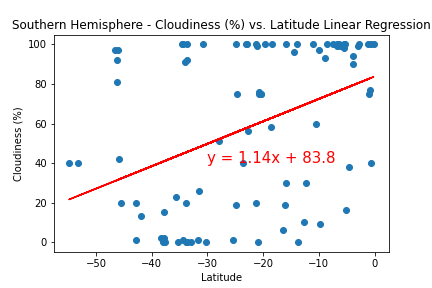 Southern Hemisphere - Cloudiness (%) vs. Latitude Linear Regression
100
80
60
40
20
0
Cloudiness (%)
y = 1.14x + 83.8
−50 −40 −30 −20 −10 0
Latitude